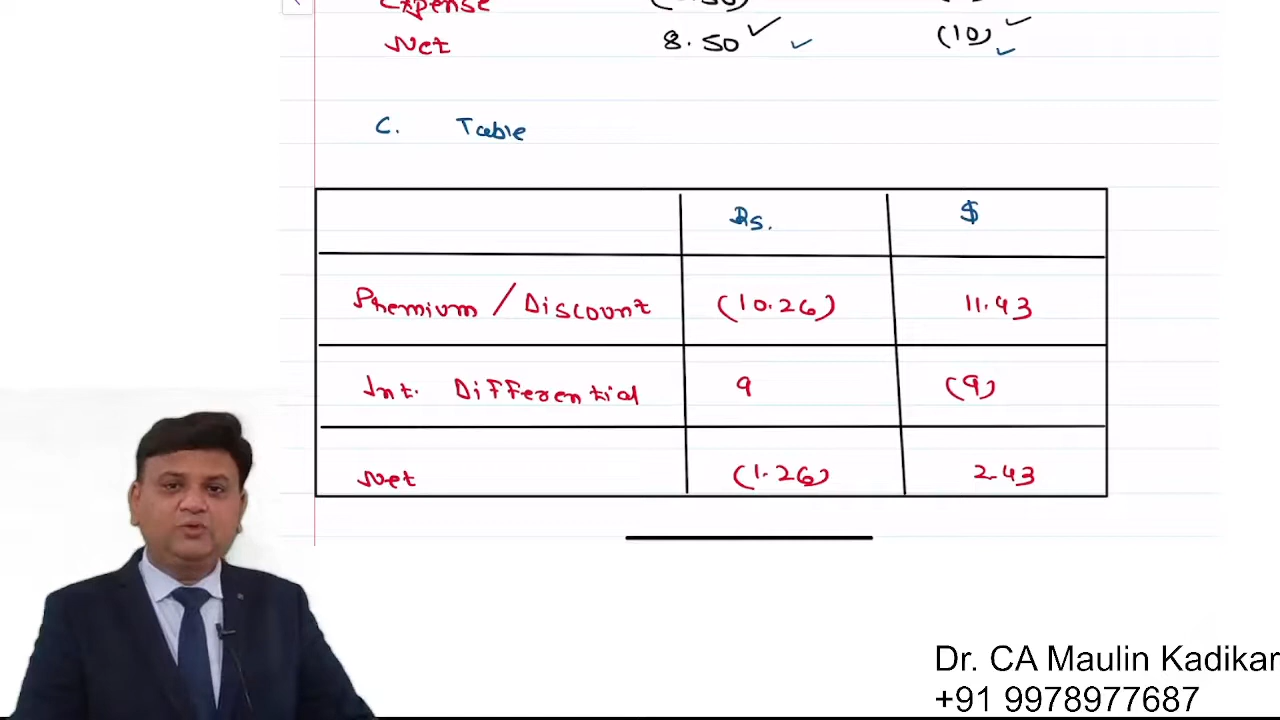 Expense
Net 8.50 (10)
C. Table
Rs. $
Premium / Discount (10.26) 11.43
Int. Differential 9 (9)
Net (1.26) 2.43
Dr. CA Maulin Kadikar
+91 9978977687